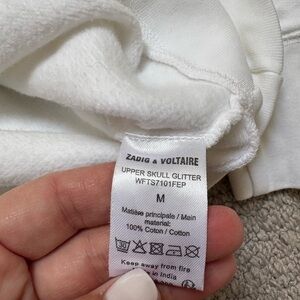 ZADIG & VOLTAIRE
UPPER SKULL GLITTER
WFTS7101FEP
M
Matière principale / Main
material:
100% Coton / Cotton
30
Keep away from fire
in India